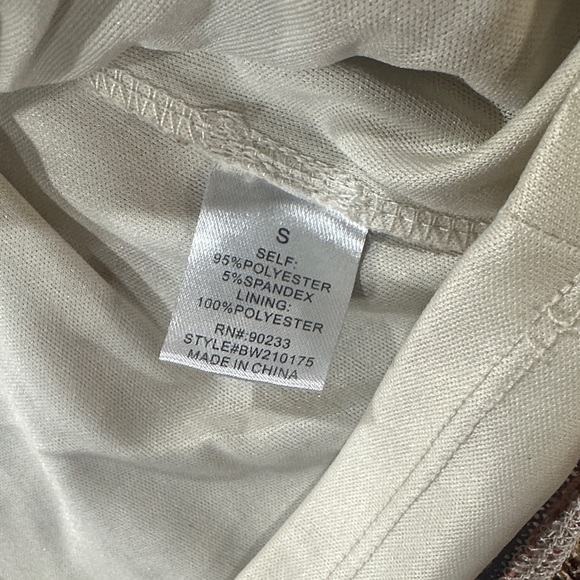 S
SELF:
95%POLYESTER
5%SPANDEX
LINING:
100%POLYESTER
RN#:90233
STYLE#BW210175
MADE IN CHINA